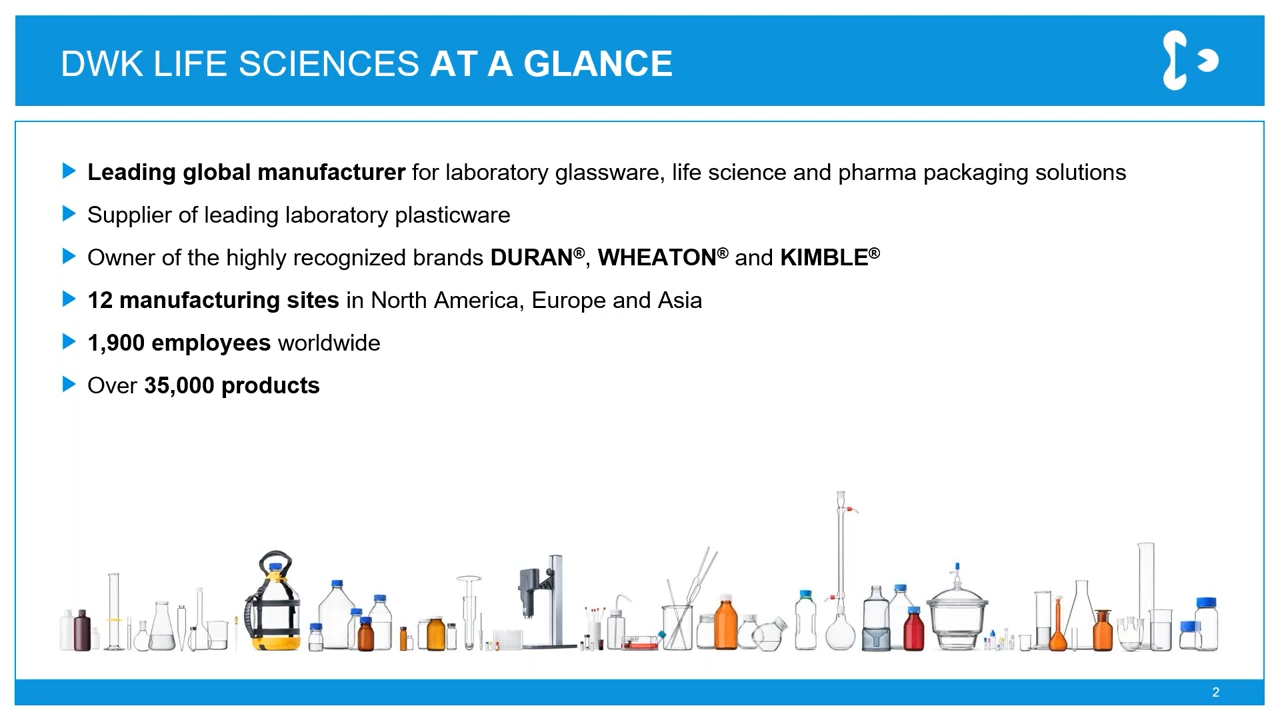 DWK LIFE SCIENCES AT A GLANCE
Leading global manufacturer for laboratory glassware, life science and pharma packaging solutions
Supplier of leading laboratory plasticware
Owner of the highly recognized brands DURAN®, WHEATON® and KIMBLE®
12 manufacturing sites in North America, Europe and Asia
1,900 employees worldwide
Over 35,000 products
2